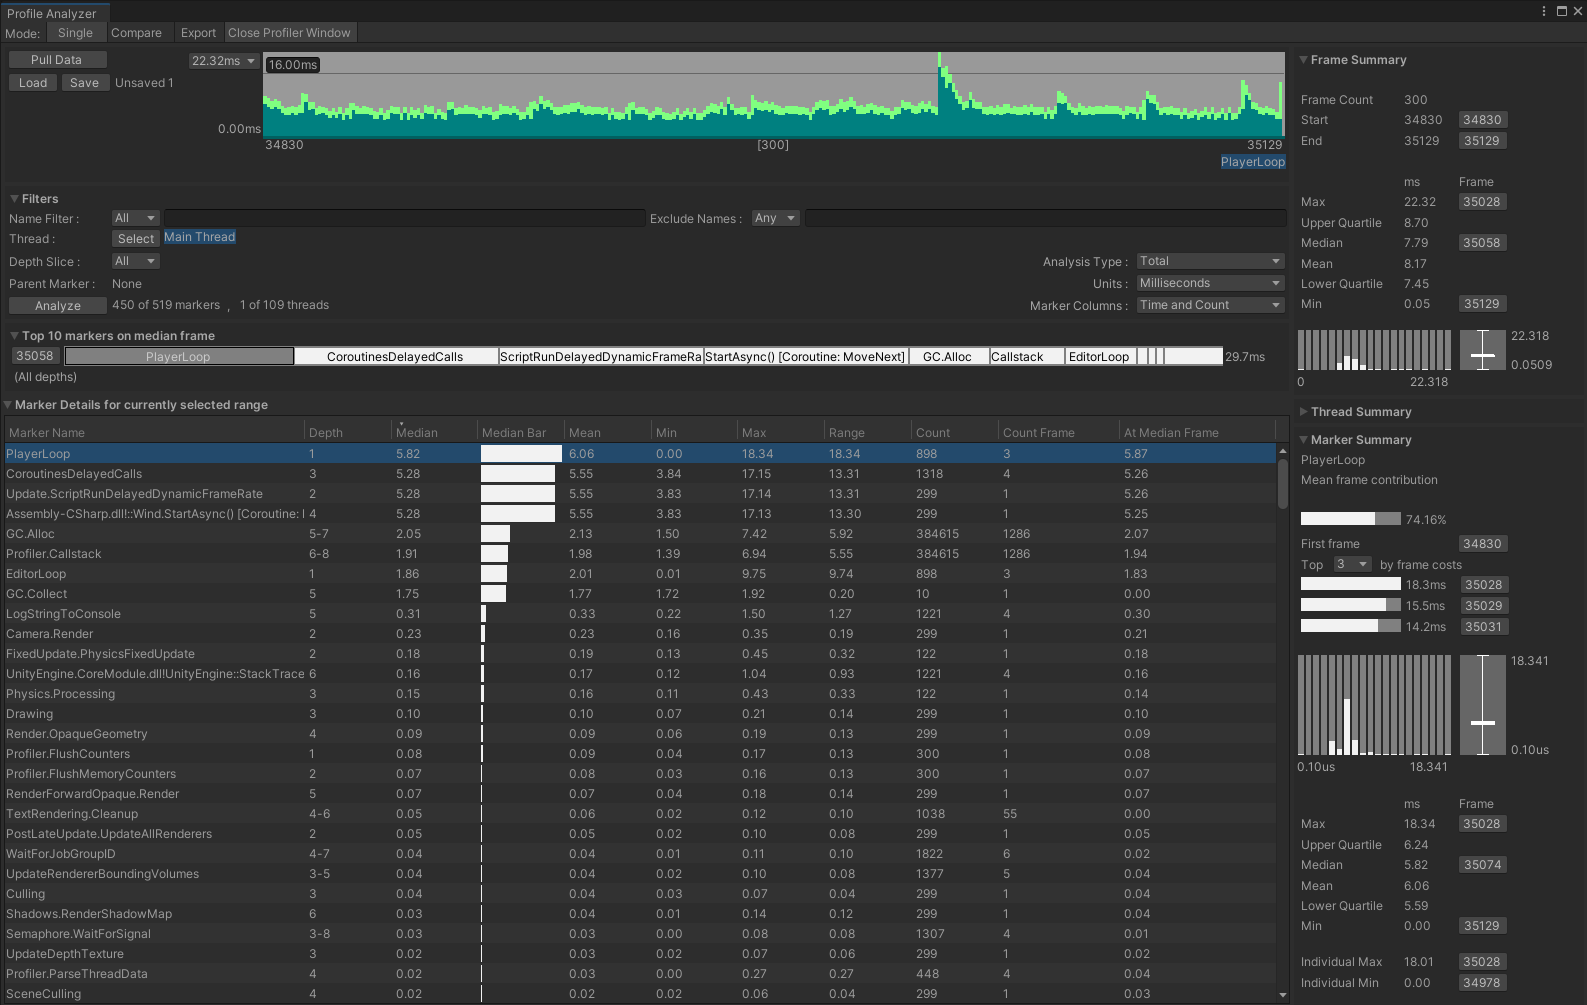 Profile Analyzer
Mode: Single Compare Export Close Profiler Window
Pull Data
Load Save Unsaved 1
22.32ms
16.00ms
0.00ms
34830 [300] 35129
PlayerLoop
Filters
Name Filter : All Exclude Names : Any
Thread : Select Main Thread
Depth Slice : All Analysis Type : Total
Parent Marker : None Units : Milliseconds
Analyze 450 of 519 markers , 1 of 109 threads Marker Columns : Time and Count
Top 10 markers on median frame
35058 PlayerLoop CoroutinesDelayedCalls ScriptRunDelayedDynamicFrameRa StartAsync() [Coroutine: MoveNext] GC.Alloc Callstack EditorLoop 29.7ms
(All depths)
Marker Details for currently selected range
Marker Name Depth Median Median Bar Mean Min Max Range Count Count Frame At Median Frame
PlayerLoop 1 5.82 6.06 0.00 18.34 18.34 898 3 5.87
CoroutinesDelayedCalls 3 5.28 5.55 3.84 17.15 13.31 1318 4 5.26
Update.ScriptRunDelayedDynamicFrameRate 2 5.28 5.55 3.83 17.14 13.31 299 1 5.26
Assembly-CSharp.dll!::Wind.StartAsync() [Coroutine: 4 5.28 5.55 3.83 17.13 13.30 299 1 5.25
GC.Alloc 5-7 2.05 2.13 1.50 7.42 5.92 384615 1286 2.07
Profiler.Callstack 6-8 1.91 1.98 1.39 6.94 5.55 384615 1286 1.94
EditorLoop 1 1.86 2.01 0.01 9.75 9.74 898 3 1.83
GC.Collect 5 1.75 1.77 1.72 1.92 0.20 10 1 0.00
LogStringToConsole 5 0.31 0.33 0.22 1.50 1.27 1221 4 0.30
Camera.Render 2 0.23 0.23 0.16 0.35 0.19 299 1 0.21
FixedUpdate.PhysicsFixedUpdate 2 0.18 0.19 0.13 0.45 0.32 122 1 0.18
UnityEngine.CoreModule.dll!UnityEngine::StackTrace 6 0.16 0.17 0.12 1.04 0.93 1221 4 0.16
Physics.Processing 3 0.15 0.16 0.11 0.43 0.33 122 1 0.14
Drawing 3 0.10 0.10 0.07 0.21 0.14 299 1 0.10
Render.OpaqueGeometry 4 0.09 0.09 0.06 0.19 0.13 299 1 0.09
Profiler.FlushCounters 1 0.08 0.09 0.04 0.17 0.13 300 1 0.08
Profiler.FlushMemoryCounters 2 0.07 0.08 0.03 0.16 0.13 300 1 0.07
RenderForwardOpaque.Render 5 0.07 0.07 0.04 0.18 0.14 299 1 0.07
TextRendering.Cleanup 4-6 0.05 0.06 0.02 0.12 0.10 1038 55 0.00
PostLateUpdate.UpdateAllRenderers 2 0.05 0.05 0.02 0.10 0.08 299 1 0.05
WaitForJobGroupID 4-7 0.04 0.04 0.01 0.11 0.10 1822 6 0.02
UpdateRendererBoundingVolumes 3-5 0.04 0.04 0.02 0.10 0.08 1377 5 0.04
Culling 3 0.04 0.04 0.03 0.07 0.04 299 1 0.04
Shadows.RenderShadowMap 6 0.03 0.04 0.01 0.14 0.12 299 1 0.04
Semaphore.WaitForSignal 3-8 0.03 0.03 0.00 0.08 0.08 1307 4 0.01
UpdateDepthTexture 3 0.02 0.03 0.02 0.07 0.06 299 1 0.02
Profiler.ParseThreadData 4 0.02 0.03 0.00 0.27 0.27 448 4 0.04
SceneCulling 4 0.02 0.02 0.02 0.06 0.04 299 1 0.03
Frame Summary
Frame Count 300
Start 34830 34830
End 35129 35129
ms Frame
Max 22.32 35028
Upper Quartile 8.70
Median 7.79 35058
Mean 8.17
Lower Quartile 7.45
Min 0.05 35129
22.318
0.0509
0 22.318
Thread Summary
Marker Summary
PlayerLoop
Mean frame contribution
74.16%
First frame 34830
Top 3 by frame costs
18.3ms 35028
15.5ms 35029
14.2ms 35031
18.341
0.10us
0.10us 18.341
ms Frame
Max 18.34 35028
Upper Quartile 6.24
Median 5.82 35074
Mean 6.06
Lower Quartile 5.59
Min 0.00 35129
Individual Max 18.01 35028
Individual Min 0.00 34978